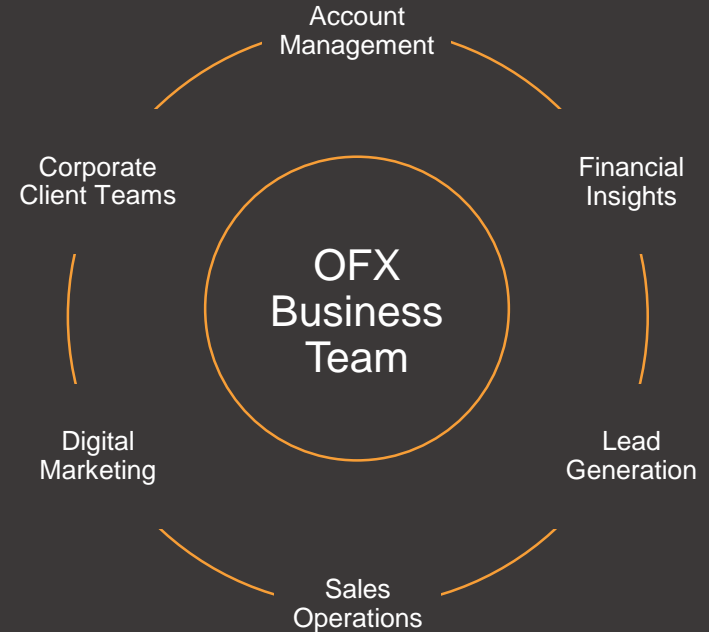 Account
Management
Corporate
Client Teams
Financial
Insights
OFX
Business
Team
Digital
Marketing
Lead
Generation
Sales
Operations